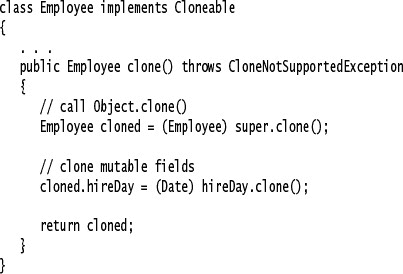 class Employee implements Cloneable
{
. . .
public Employee clone() throws CloneNotSupportedException
{
// call Object.clone()
Employee cloned = (Employee) super.clone();
// clone mutable fields
cloned.hireDay = (Date) hireDay.clone();
return cloned;
}
}